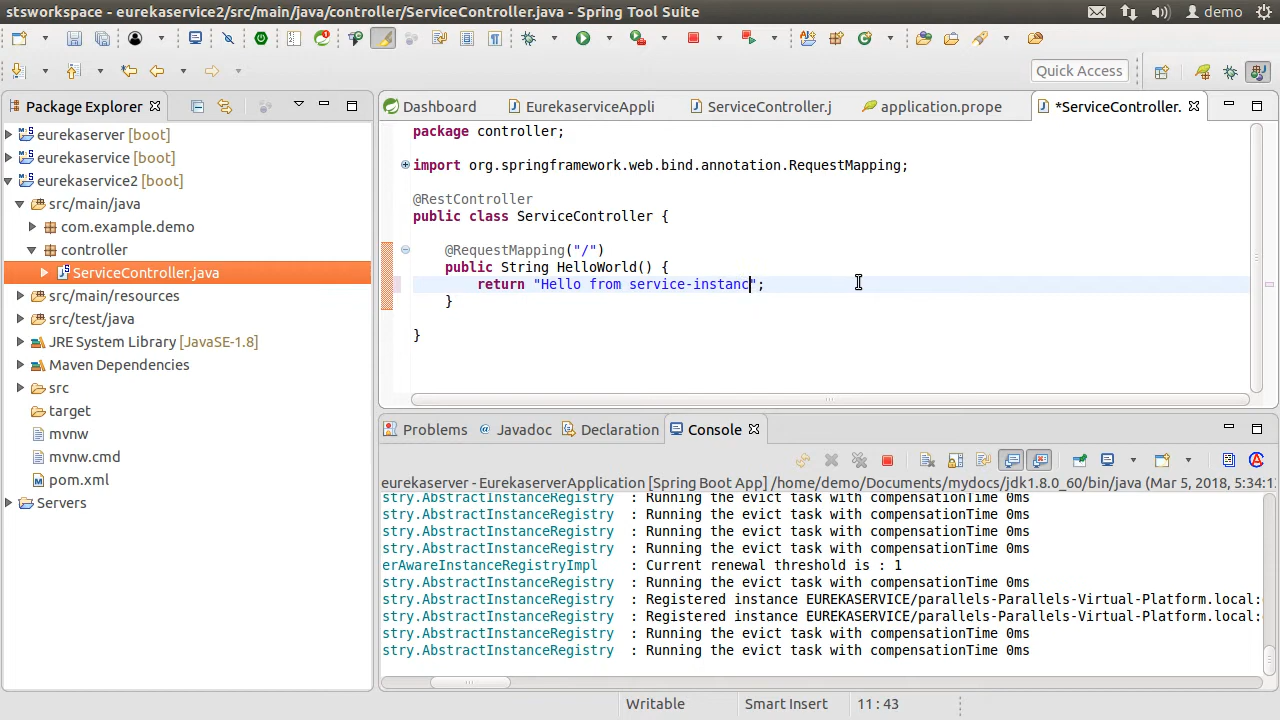 stsworkspace - eurekaservice2/src/main/java/controller/ServiceController.java - Spring Tool Suite
demo
Quick Access
Package Explorer
eurekaserver [boot]
eurekaservice [boot]
eurekaservice2 [boot]
src/main/java
com.example.demo
controller
ServiceController.java
src/main/resources
src/test/java
JRE System Library [JavaSE-1.8]
Maven Dependencies
src
target
mvnw
mvnw.cmd
pom.xml
Servers
Dashboard
EurekaserviceAppli
ServiceController.j
application.prope
*ServiceController.
package controller;
import org.springframework.web.bind.annotation.RequestMapping;
@RestController
public class ServiceController {
@RequestMapping("/")
public String HelloWorld() {
return "Hello from service-instanc";
}
}
Problems
@ Javadoc
Declaration
Console
eurekaserver - EurekaserverApplication [Spring Boot App] /home/demo/Documents/mydocs/jdk1.8.0_60/bin/java (Mar 5, 2018, 5:34:1
stry.AbstractInstanceRegistry : Running the evict task with compensationTime 0ms
stry.AbstractInstanceRegistry : Running the evict task with compensationTime 0ms
stry.AbstractInstanceRegistry : Running the evict task with compensationTime 0ms
stry.AbstractInstanceRegistry : Running the evict task with compensationTime 0ms
erAwareInstanceRegistryImpl : Current renewal threshold is : 1
stry.AbstractInstanceRegistry : Running the evict task with compensationTime 0ms
stry.AbstractInstanceRegistry : Registered instance EUREKASERVICE/parallels-Parallels-Virtual-Platform.local:
stry.AbstractInstanceRegistry : Registered instance EUREKASERVICE/parallels-Parallels-Virtual-Platform.local:
stry.AbstractInstanceRegistry : Running the evict task with compensationTime 0ms
stry.AbstractInstanceRegistry : Running the evict task with compensationTime 0ms
Writable
Smart Insert
11 : 43